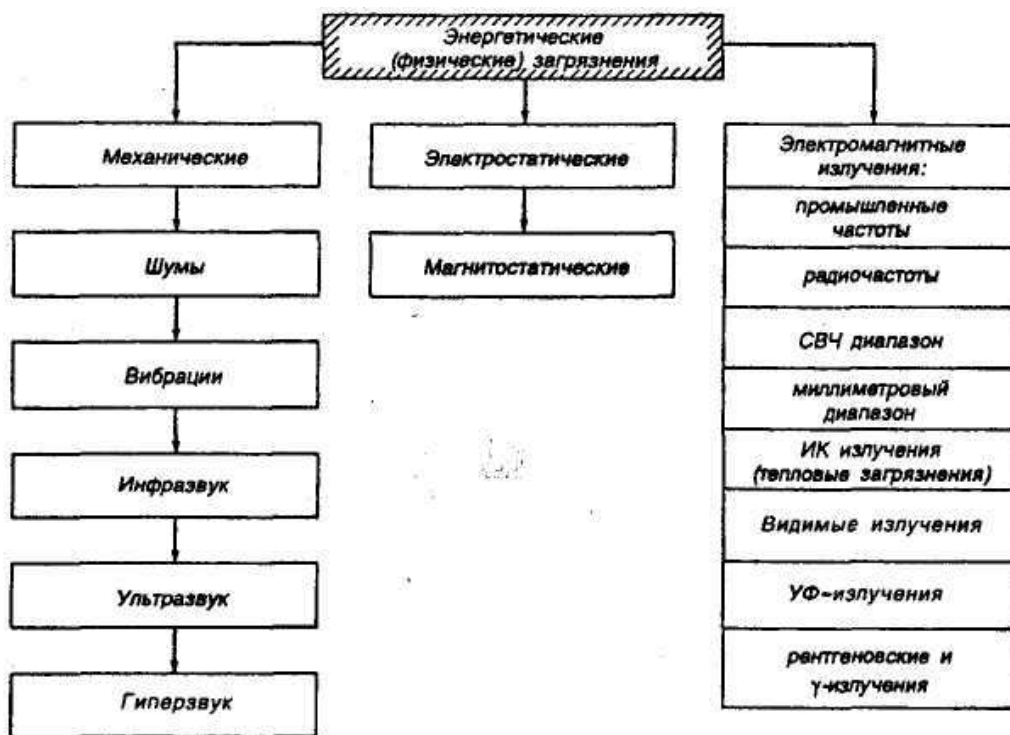 Энергетические
(физические) загрязнения
Механические
Шумы
Вибрации
Инфразвук
Ультразвук
Гиперзвук
Электростатические
Магнитостатические
Электромагнитные
излучения:
промышленные
частоты
радиочастоты
СВЧ диапазон
миллиметровый
диапазон
ИК излучения
(тепловые загрязнения)
Видимые излучения
УФ-излучения
рентгеновские и
γ-излучения